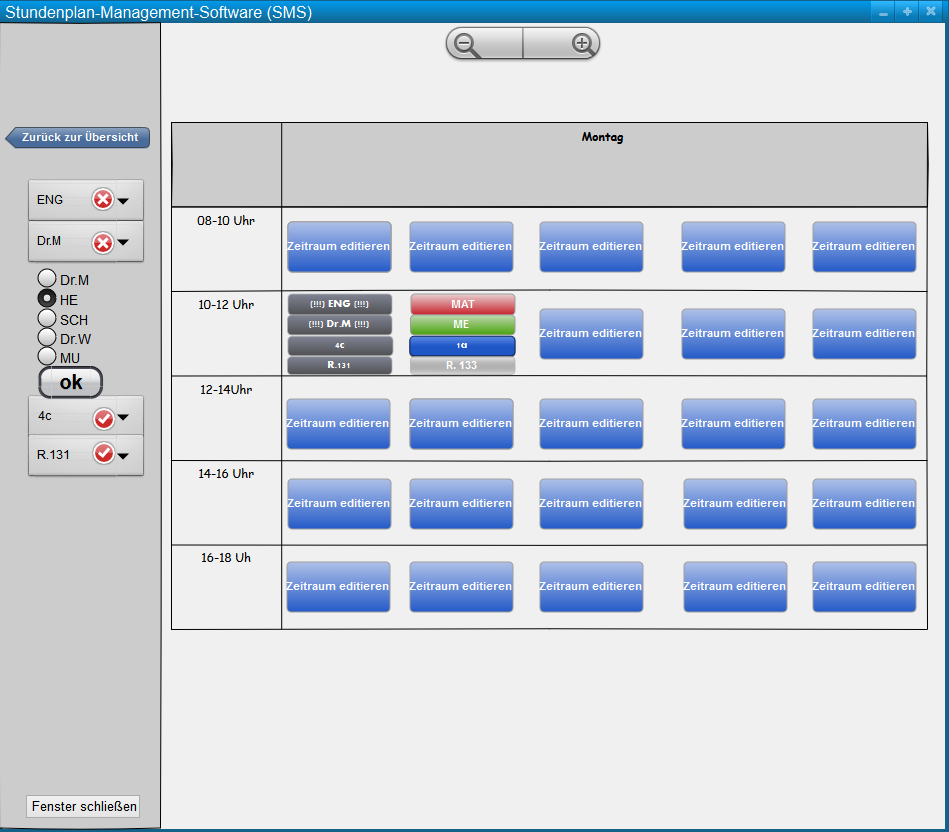 Stundenplan-Management-Software (SMS)
Zurück zur Übersicht
ENG
Dr.M
Dr.M
HE
SCH
Dr.W
MU
ok
4c
R.131
Fenster schließen
Montag
08-10 Uhr
Zeitraum editieren Zeitraum editieren Zeitraum editieren Zeitraum editieren Zeitraum editieren
10-12 Uhr
(!!!) ENG (!!!)
(!!!) Dr.M (!!!)
4c
R.131
MAT
ME
1a
R. 133
Zeitraum editieren Zeitraum editieren Zeitraum editieren
12-14Uhr
Zeitraum editieren Zeitraum editieren Zeitraum editieren Zeitraum editieren Zeitraum editieren
14-16 Uhr
Zeitraum editieren Zeitraum editieren Zeitraum editieren Zeitraum editieren Zeitraum editieren
16-18 Uh
Zeitraum editieren Zeitraum editieren Zeitraum editieren Zeitraum editieren Zeitraum editieren